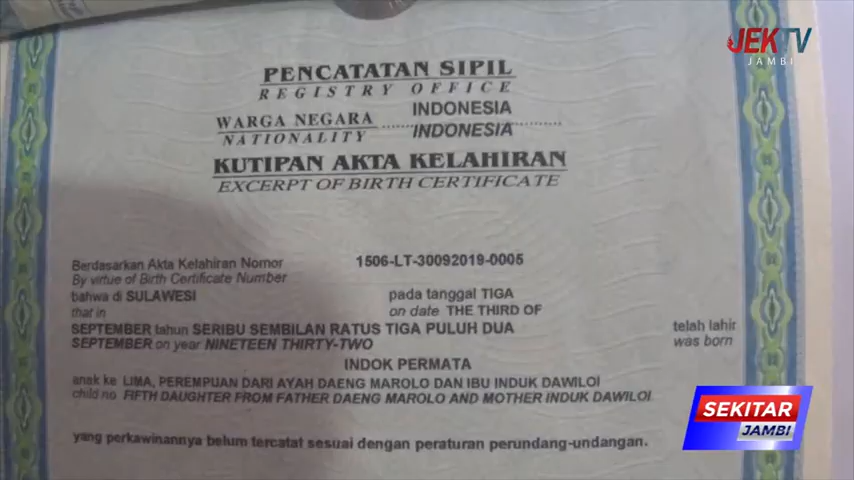 JEKTV
JAMBI
PENCATATAN SIPIL
REGISTRY OFFICE
WARGA NEGARA INDONESIA
NATIONALITY INDONESIA
KUTIPAN AKTA KELAHIRAN
EXCERPT OF BIRTH CERTIFICATE
Berdasarkan Akta Kelahiran Nomor 1506-LT-30092019-0005
By virtue of Birth Certificate Number
bahwa di SULAWESI pada tanggal TIGA
that in on date THE THIRD OF
SEPTEMBER tahun SERIBU SEMBILAN RATUS TIGA PULUH DUA telah lahir
SEPTEMBER on year NINETEEN THIRTY-TWO was born
INDOK PERMATA
anak ke LIMA, PEREMPUAN DARI AYAH DAENG MAROLO DAN IBU INDUK DAWILOI
child no FIFTH DAUGHTER FROM FATHER DAENG MAROLO AND MOTHER INDUK DAWILOI
yang perkawinannya belum tercatat sesuai dengan peraturan perundang-undangan.
SEKITAR
JAMBI